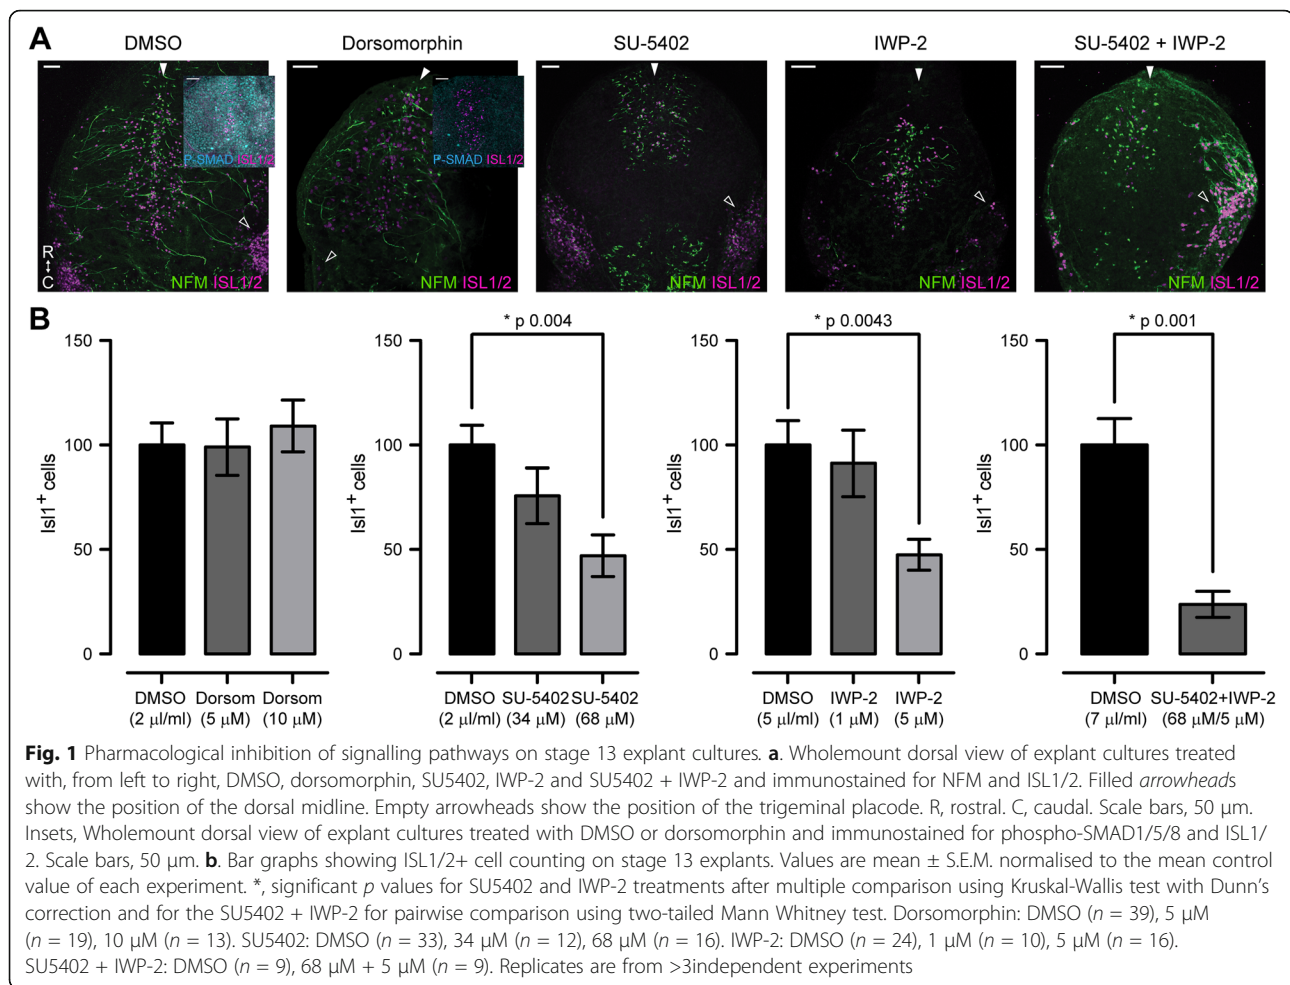 A
DMSO
Dorsomorphin
SU-5402
IWP-2
SU-5402 + IWP-2
P-SMAD ISL1/2
P-SMAD ISL1/2
R
C
NFM ISL1/2
NFM ISL1/2
NFM ISL1/2
NFM ISL1/2
NFM ISL1/2
B
150
100
50
0
Isl1+ cells
DMSO
(2 µl/ml)
Dorsom
(5 µM)
Dorsom
(10 µM)
* p 0.004
150
100
50
0
Isl1+ cells
DMSO
(2 µl/ml)
SU-5402
(34 µM)
SU-5402
(68 µM)
* p 0.0043
150
100
50
0
Isl1+ cells
DMSO
(5 µl/ml)
IWP-2
(1 µM)
IWP-2
(5 µM)
* p 0.001
150
100
50
0
Isl1+ cells
DMSO
(7 µl/ml)
SU-5402+IWP-2
(68 µM/5 µM)
Fig. 1 Pharmacological inhibition of signalling pathways on stage 13 explant cultures. a. Wholemount dorsal view of explant cultures treated
with, from left to right, DMSO, dorsomorphin, SU5402, IWP-2 and SU5402 + IWP-2 and immunostained for NFM and ISL1/2. Filled arrowheads
show the position of the dorsal midline. Empty arrowheads show the position of the trigeminal placode. R, rostral. C, caudal. Scale bars, 50 µm.
Insets, Wholemount dorsal view of explant cultures treated with DMSO or dorsomorphin and immunostained for phospho-SMAD1/5/8 and ISL1/
2. Scale bars, 50 µm. b. Bar graphs showing ISL1/2+ cell counting on stage 13 explants. Values are mean ± S.E.M. normalised to the mean control
value of each experiment. *, significant p values for SU5402 and IWP-2 treatments after multiple comparison using Kruskal-Wallis test with Dunn's
correction and for the SU5402 + IWP-2 for pairwise comparison using two-tailed Mann Whitney test. Dorsomorphin: DMSO (n = 39), 5 µM
(n = 19), 10 µM (n = 13). SU5402: DMSO (n = 33), 34 µM (n = 12), 68 µM (n = 16). IWP-2: DMSO (n = 24), 1 µM (n = 10), 5 µM (n = 16).
SU5402 + IWP-2: DMSO (n = 9), 68 µM + 5 µM (n = 9). Replicates are from >3independent experiments